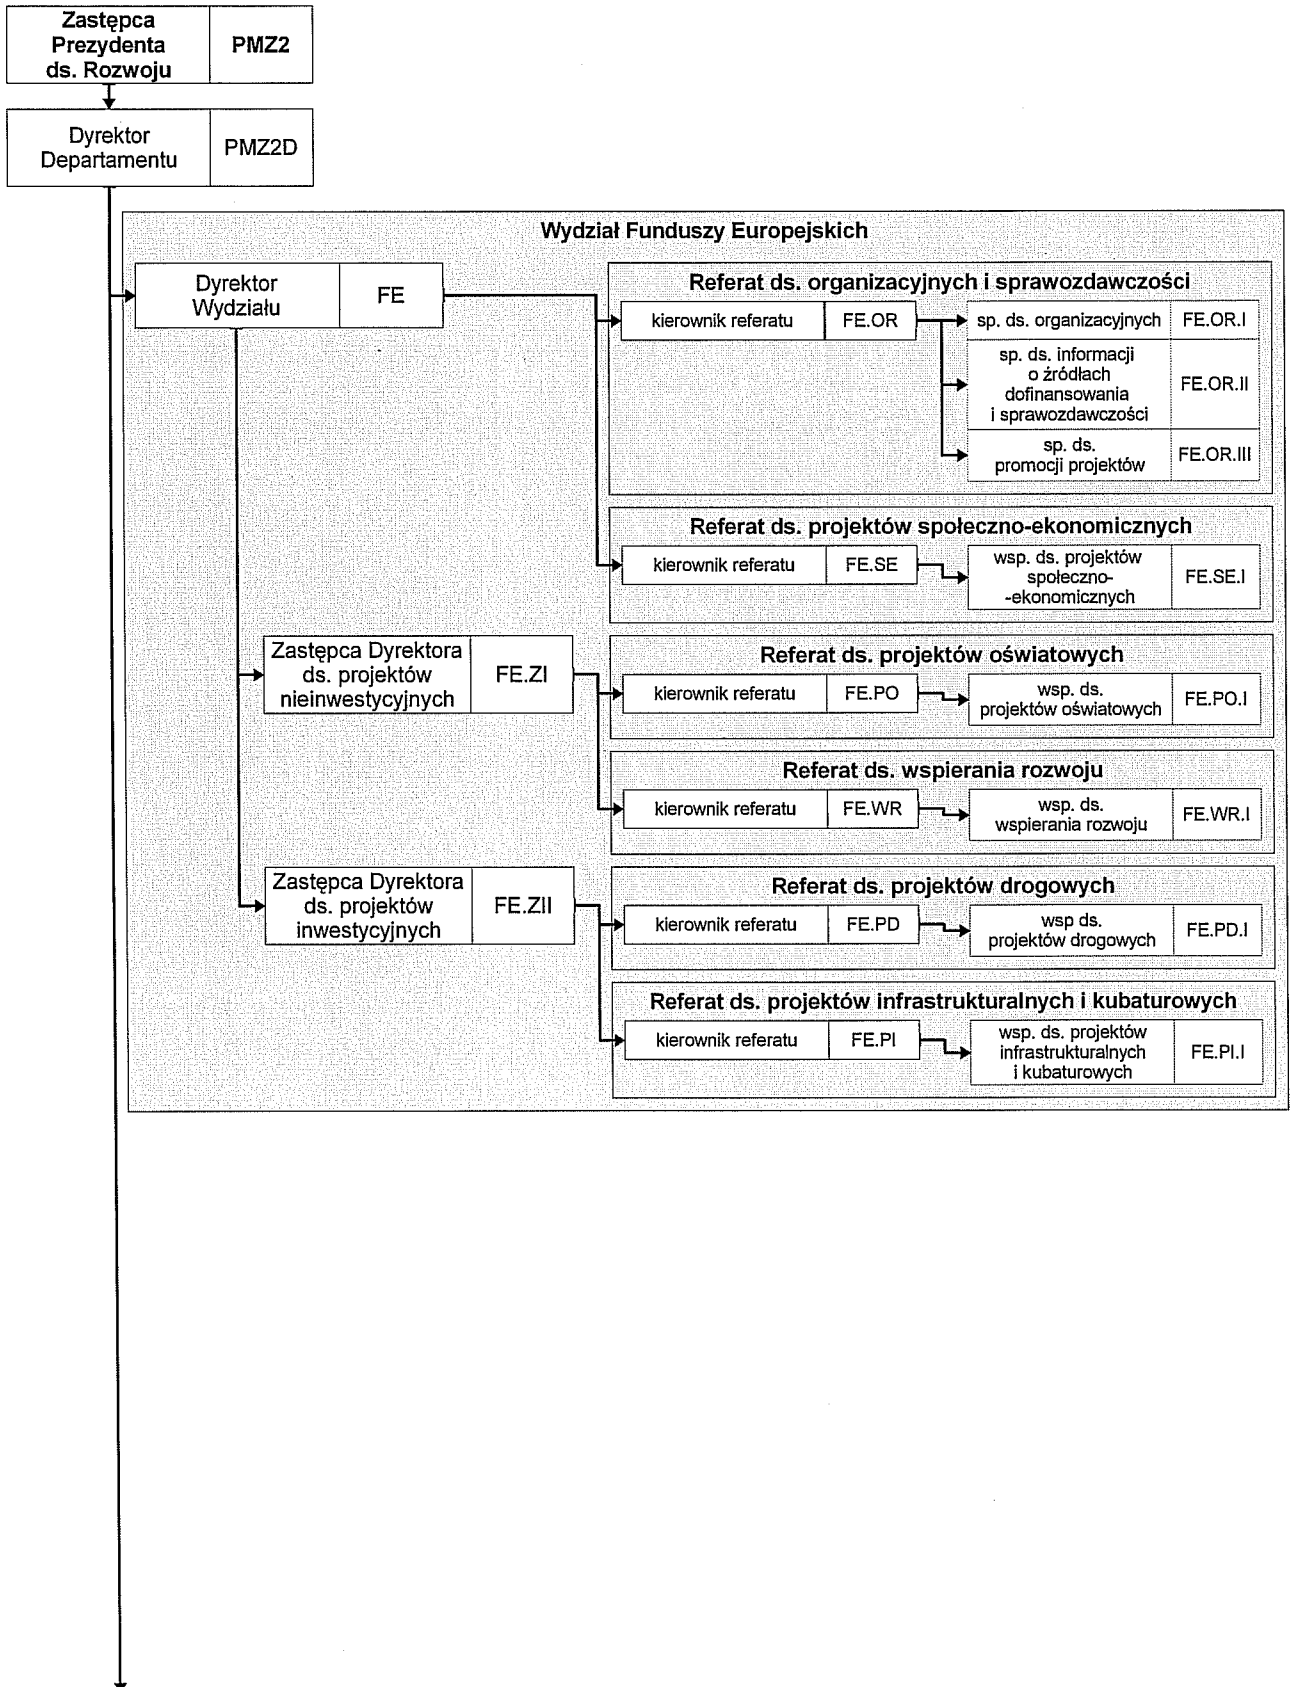 Zastępca
Prezydenta
ds. Rozwoju
PMZ2
Dyrektor
Departamentu
PMZ2D
Wydział Funduszy Europejskich
Dyrektor
Wydziału
FE
Referat ds. organizacyjnych i sprawozdawczości
kierownik referatu
FE.OR
sp. ds. organizacyjnych
FE.OR.I
sp. ds. informacji
o źródłach
dofinansowania
i sprawozdawczości
FE.OR.II
sp. ds.
promocji projektów
FE.OR.III
Referat ds. projektów społeczno-ekonomicznych
kierownik referatu
FE.SE
wsp. ds. projektów
społeczno-
-ekonomicznych
FE.SE.I
Zastępca Dyrektora
ds. projektów
nieinwestycyjnych
FE.ZI
Referat ds. projektów oświatowych
kierownik referatu
FE.PO
wsp. ds.
projektów oświatowych
FE.PO.I
Referat ds. wspierania rozwoju
kierownik referatu
FE.WR
wsp. ds.
wspierania rozwoju
FE.WR.I
Zastępca Dyrektora
ds. projektów
inwestycyjnych
FE.ZII
Referat ds. projektów drogowych
kierownik referatu
FE.PD
wsp ds.
projektów drogowych
FE.PD.I
Referat ds. projektów infrastrukturalnych i kubaturowych
kierownik referatu
FE.PI
wsp. ds. projektów
infrastrukturalnych
i kubaturowych
FE.PI.I